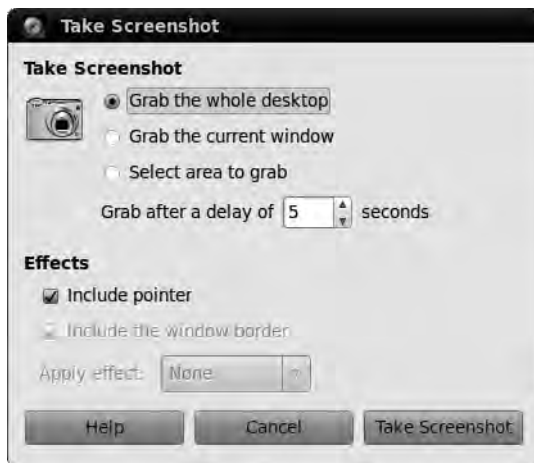 Take Screenshot
Take Screenshot
Grab the whole desktop
Grab the current window
Select area to grab
Grab after a delay of 5 seconds
Effects
Include pointer
Include the window border
Apply effect: None
Help Cancel Take Screenshot